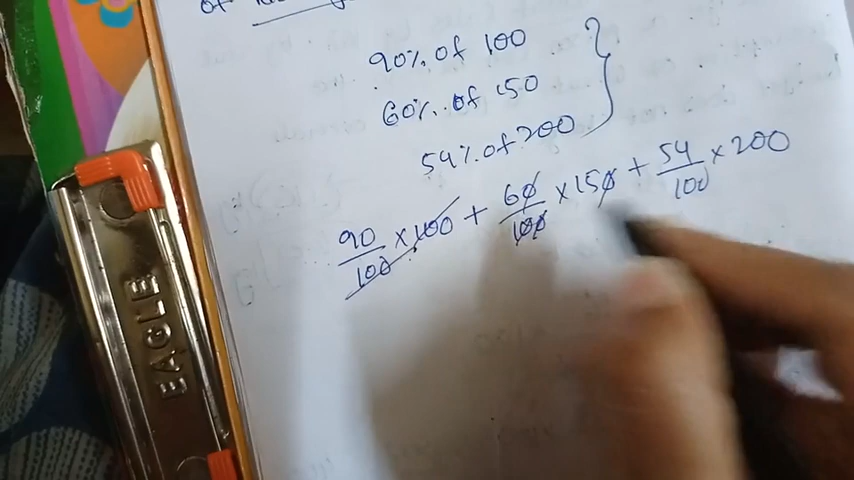 of
90% of 100
60% of 150
54% of 200
90/100 × 100 + 60/100 × 150 + 54/100 × 200
EAGLE